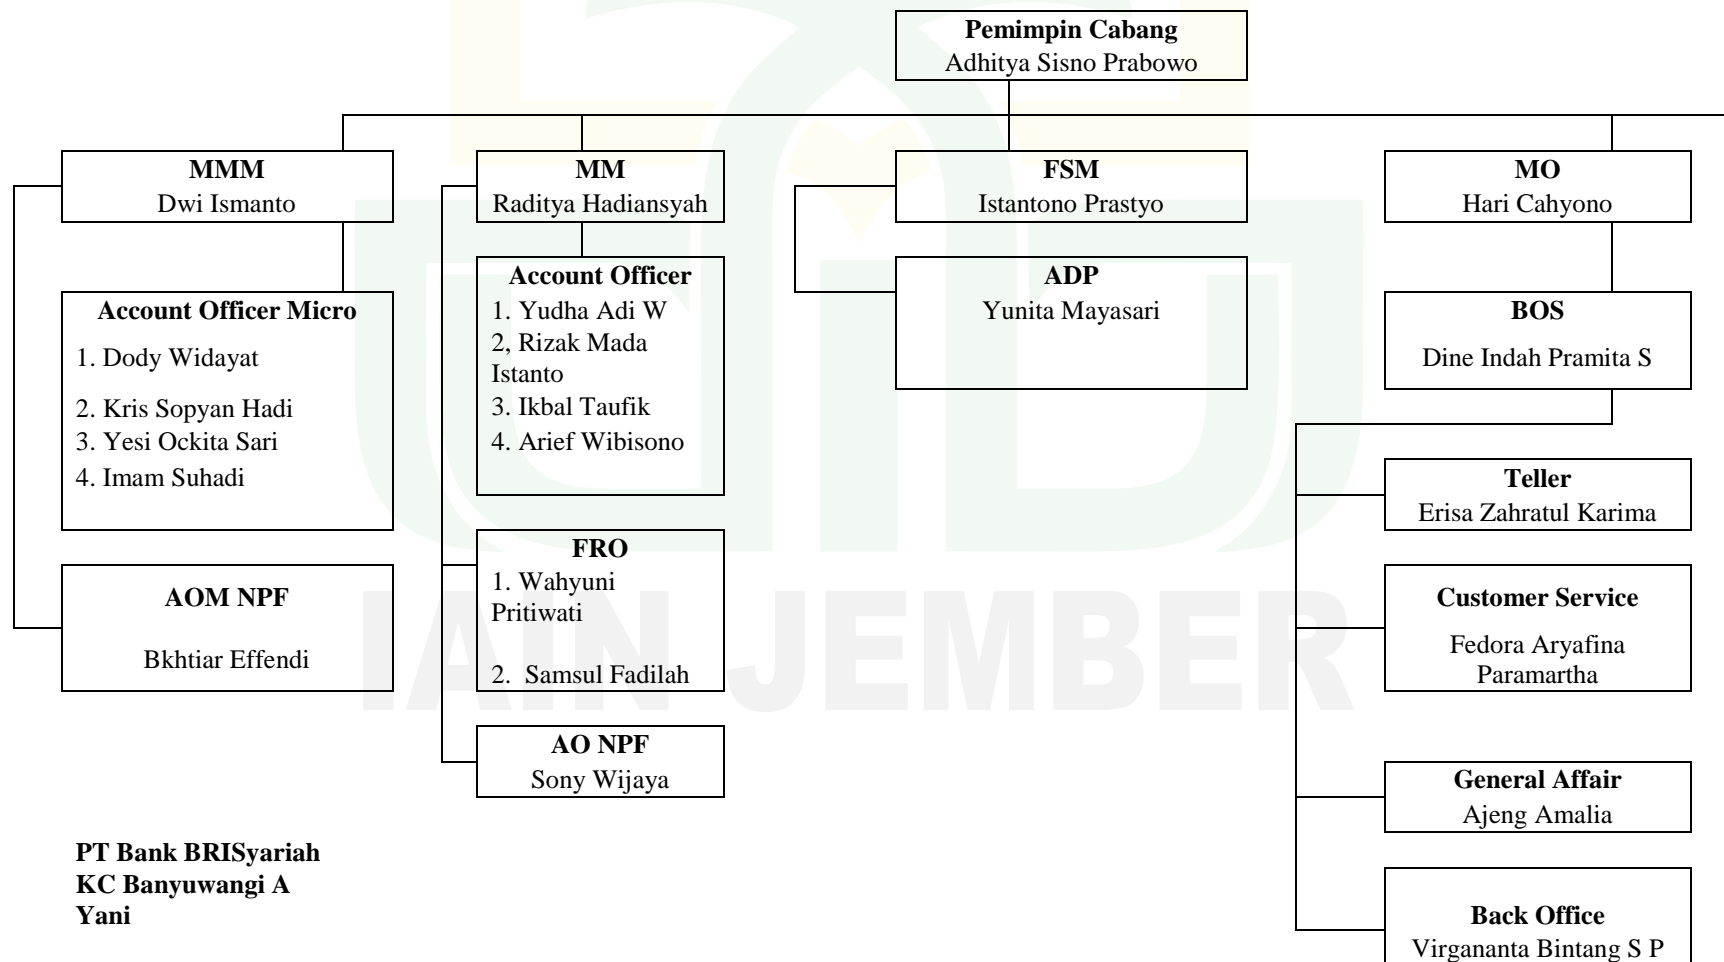 Pemimpin Cabang
Adhitya Sisno Prabowo
MMM
Dwi Ismanto
MM
Raditya Hadiansyah
FSM
Istantono Prastyo
MO
Hari Cahyono
Account Officer Micro
1. Dody Widayat
2. Kris Sopyan Hadi
3. Yesi Ockita Sari
4. Imam Suhadi
Account Officer
1. Yudha Adi W
2, Rizak Mada
Istanto
3. Ikbal Taufik
4. Arief Wibisono
ADP
Yunita Mayasari
BOS
Dine Indah Pramita S
AOM NPF
Bkhtiar Effendi
FRO
1. Wahyuni
Pritiwati
2. Samsul Fadilah
AO NPF
Sony Wijaya
Teller
Erisa Zahratul Karima
Customer Service
Fedora Aryafina
Paramartha
General Affair
Ajeng Amalia
Back Office
Virgananta Bintang S P
PT Bank BRISyariah
KC Banyuwangi A
Yani
IAIN JEMBER